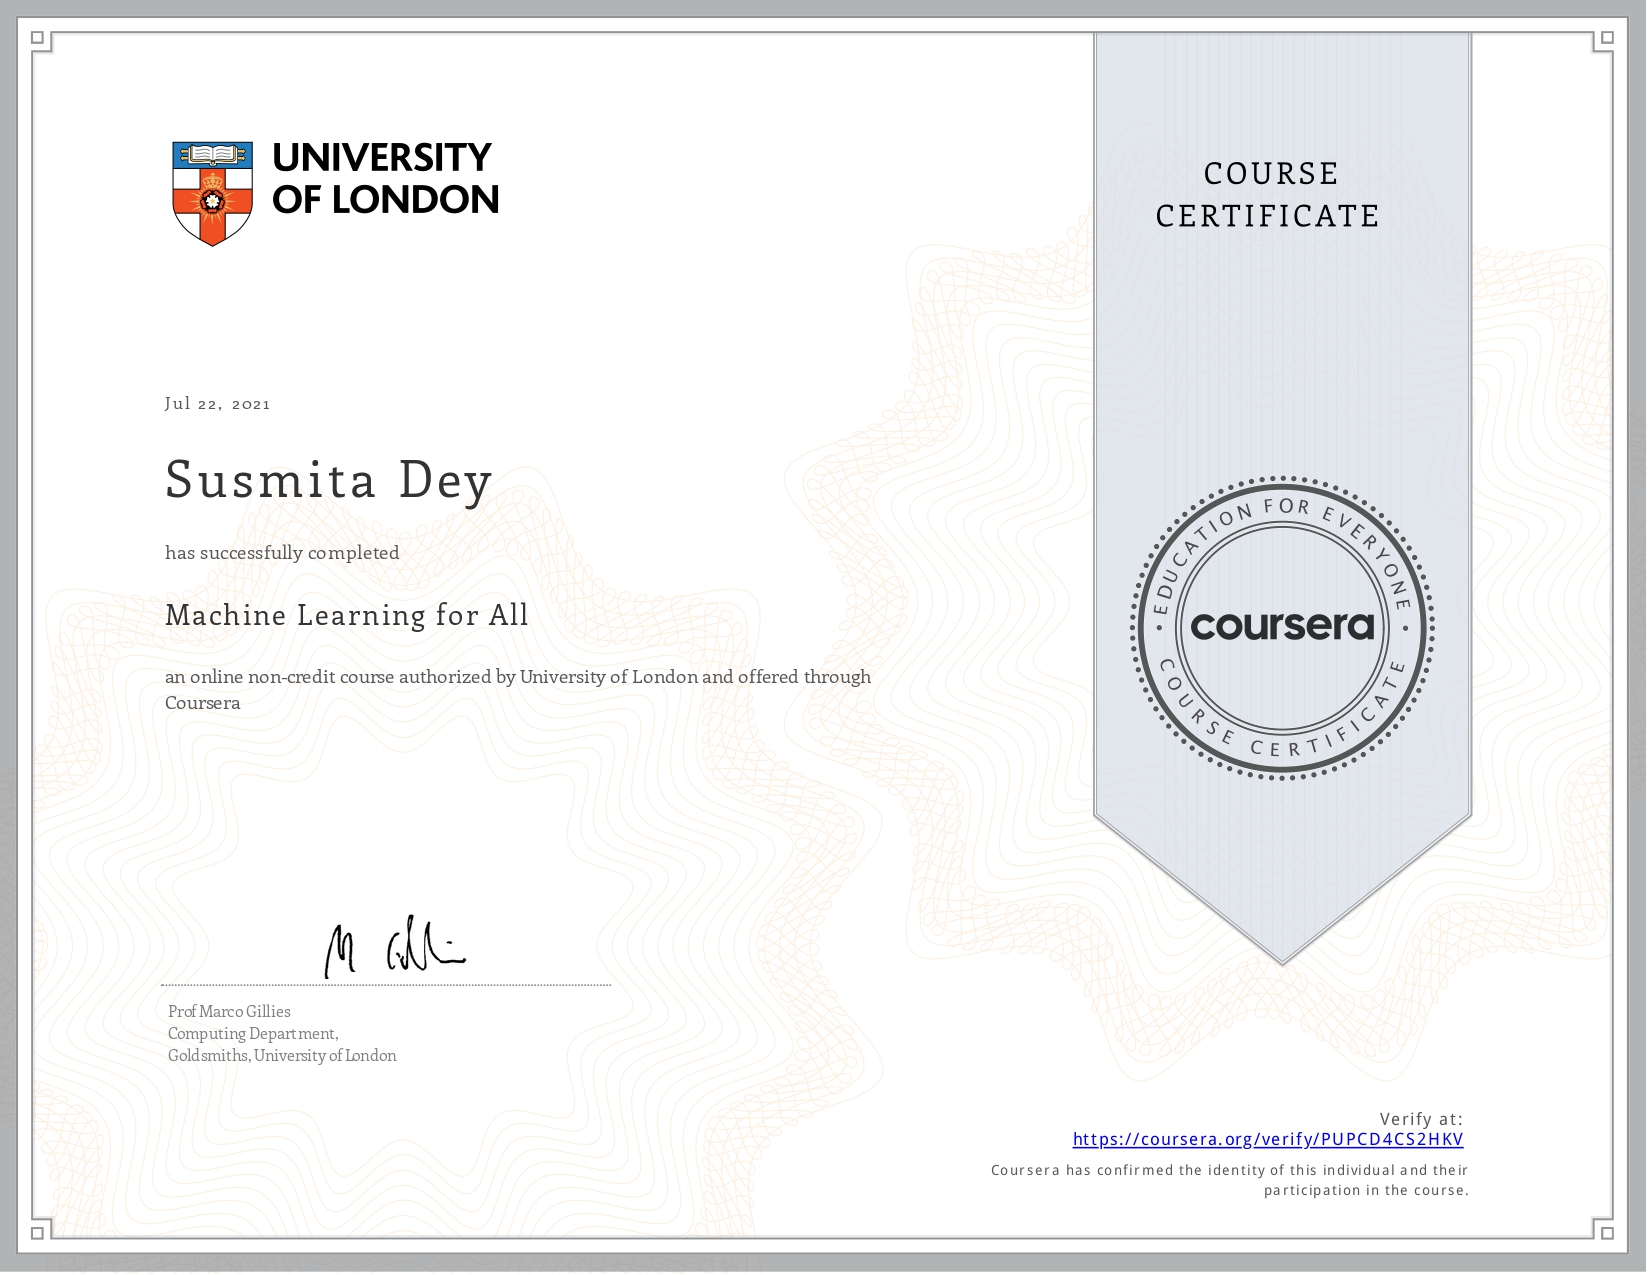 UNIVERSITY
OF LONDON
COURSE
CERTIFICATE
Jul 22, 2021
Susmita Dey
has successfully completed
Machine Learning for All
an online non-credit course authorized by University of London and offered through
Coursera
EDUCATION FOR EVERYONE
coursera
COURSE CERTIFICATE
M Gillies
Prof Marco Gillies
Computing Department,
Goldsmiths, University of London
Verify at:
https://coursera.org/verify/PUPCD4CS2HKV
Coursera has confirmed the identity of this individual and their
participation in the course.